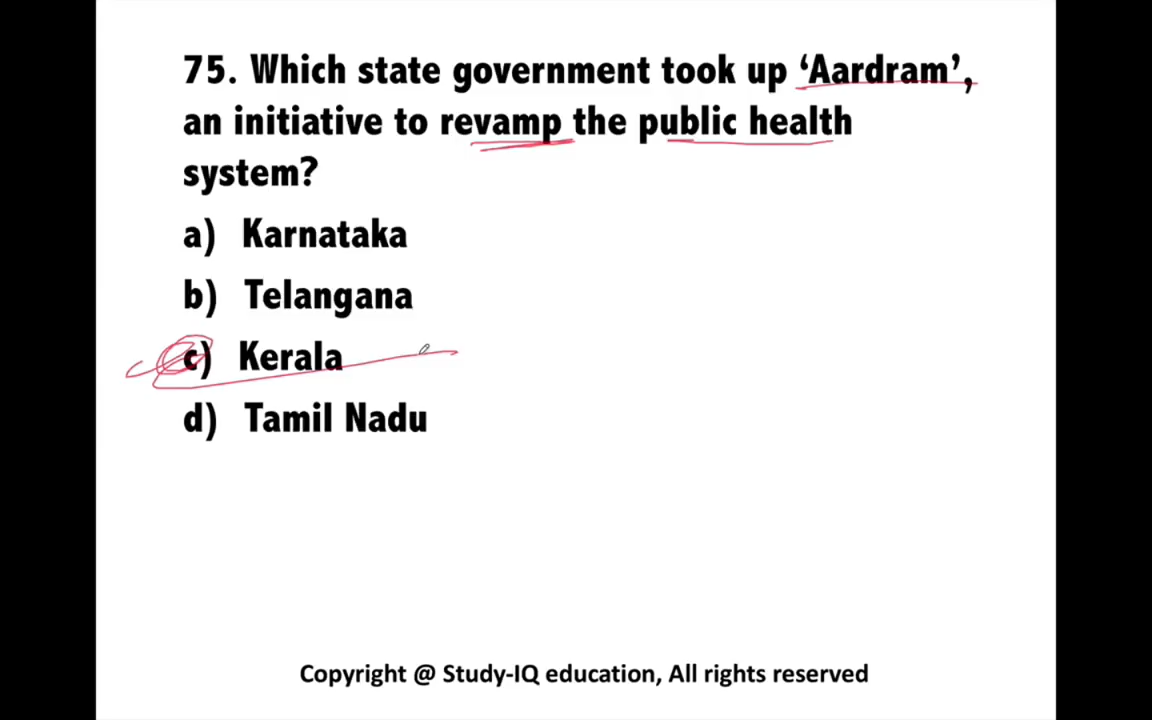 75. Which state government took up ‘Aardram’,
an initiative to revamp the public health
system?
a) Karnataka
b) Telangana
c) Kerala
d) Tamil Nadu
Copyright @ Study-IQ education, All rights reserved